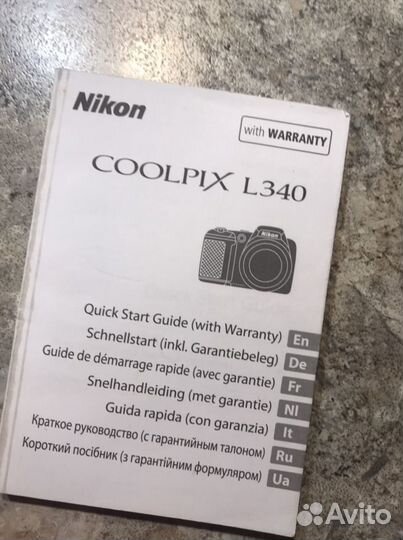 Nikon
with WARRANTY
COOLPIX L340
Nikon
Quick Start Guide (with Warranty) En
Schnellstart (inkl. Garantiebeleg) De
Guide de démarrage rapide (avec garantie) Fr
Snelhandleiding (met garantie) Nl
Guida rapida (con garanzia) It
Краткое руководство (с гарантийным талоном) Ru
Короткий посібник (з гарантійним формуляром) Ua
Avito